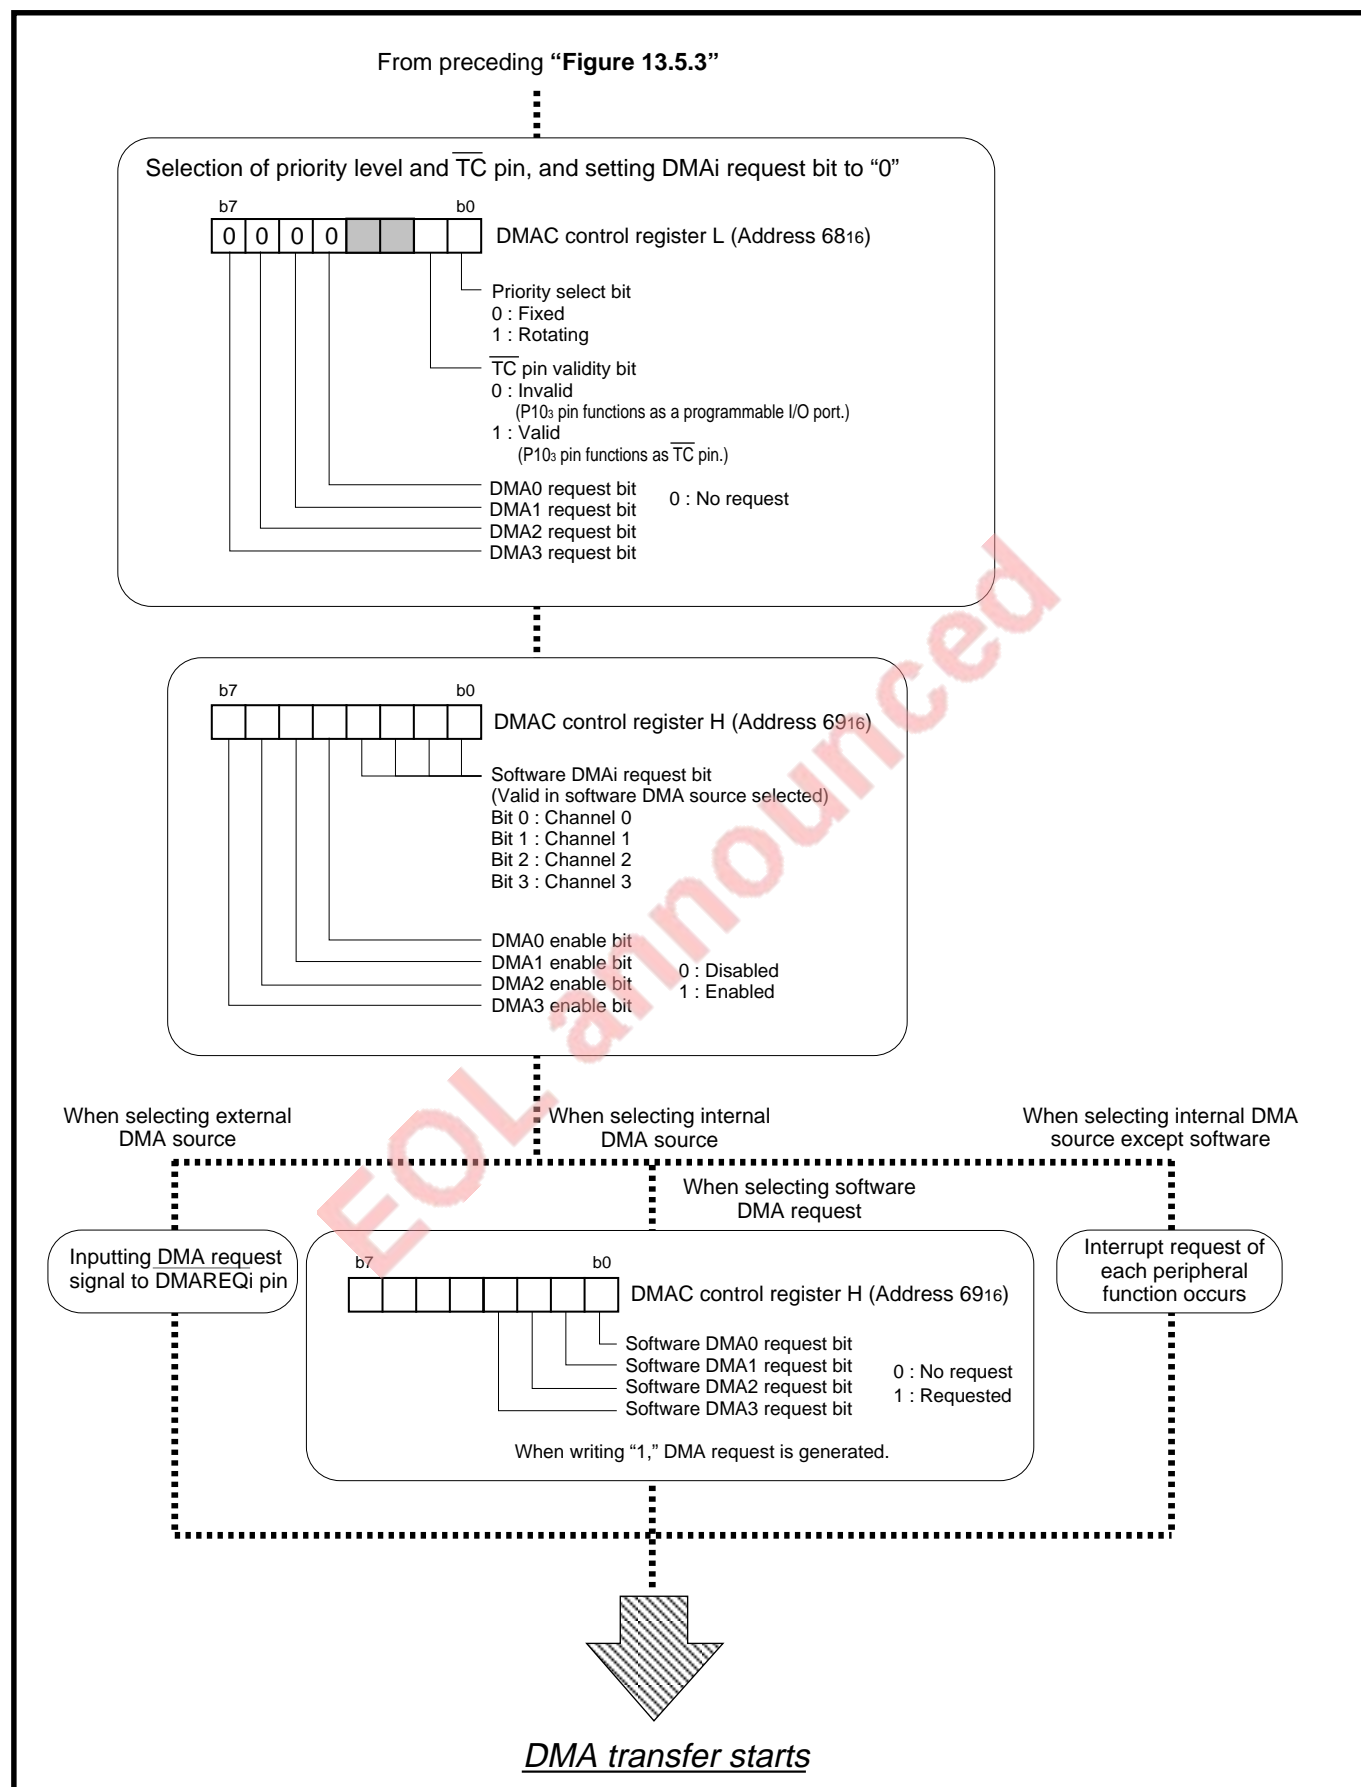 From preceding “Figure 13.5.3”
Selection of priority level and TC pin, and setting DMAi request bit to “0”
b7 b0
0 0 0 0 DMAC control register L (Address 6816)
Priority select bit
0 : Fixed
1 : Rotating
TC pin validity bit
0 : Invalid
(P103 pin functions as a programmable I/O port.)
1 : Valid
(P103 pin functions as TC pin.)
DMA0 request bit
0 : No request
DMA1 request bit
DMA2 request bit
DMA3 request bit
b7 b0
DMAC control register H (Address 6916)
Software DMAi request bit
(Valid in software DMA source selected)
Bit 0 : Channel 0
Bit 1 : Channel 1
Bit 2 : Channel 2
Bit 3 : Channel 3
DMA0 enable bit
DMA1 enable bit
0 : Disabled
DMA2 enable bit
1 : Enabled
DMA3 enable bit
When selecting external
DMA source
When selecting internal
DMA source
When selecting internal DMA
source except software
When selecting software
DMA request
Inputting DMA request
signal to DMAREQi pin
b7 b0
DMAC control register H (Address 6916)
Software DMA0 request bit
Software DMA1 request bit
0 : No request
Software DMA2 request bit
1 : Requested
Software DMA3 request bit
When writing “1,” DMA request is generated.
Interrupt request of
each peripheral
function occurs
DMA transfer starts
EOL announced